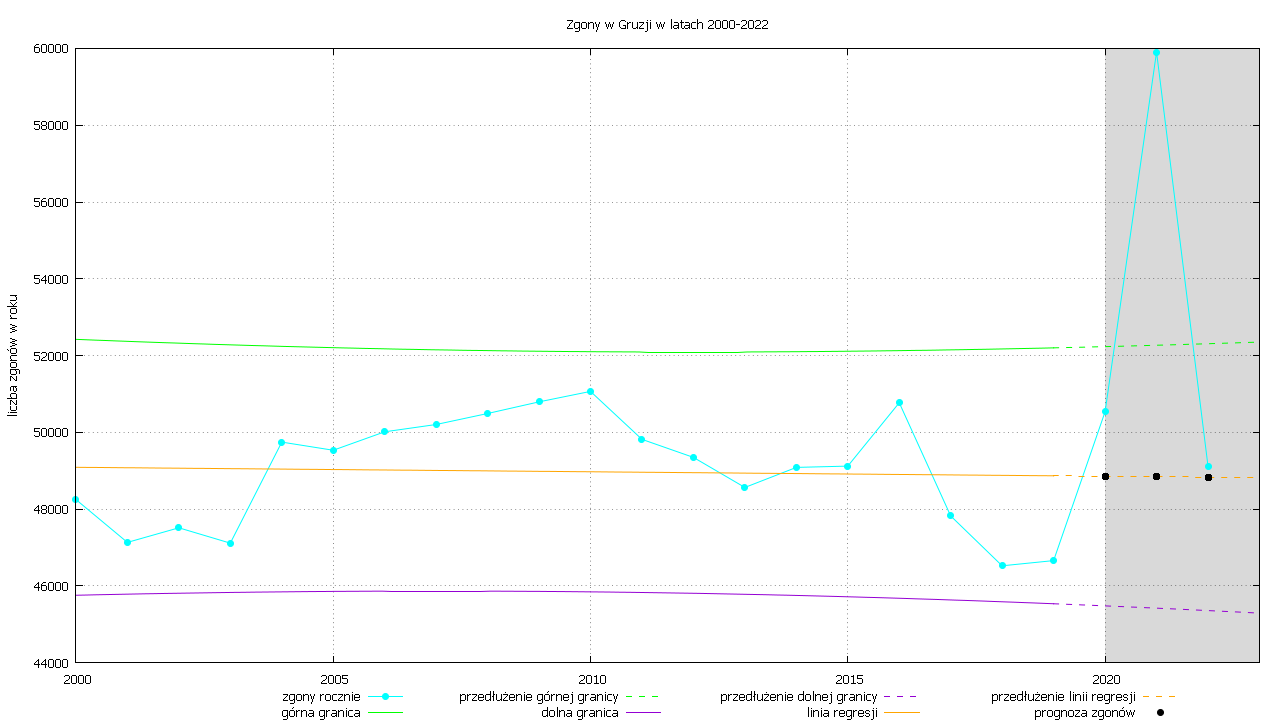 Zgony w Gruzji w latach 2000-2022
60000
58000
56000
54000
52000
50000
48000
46000
44000
liczba zgonów w roku
2000 2005 2010 2015 2020
zgony rocznie przedłużenie górnej granicy przedłużenie dolnej granicy przedłużenie linii regresji
górna granica dolna granica linia regresji prognoza zgonów